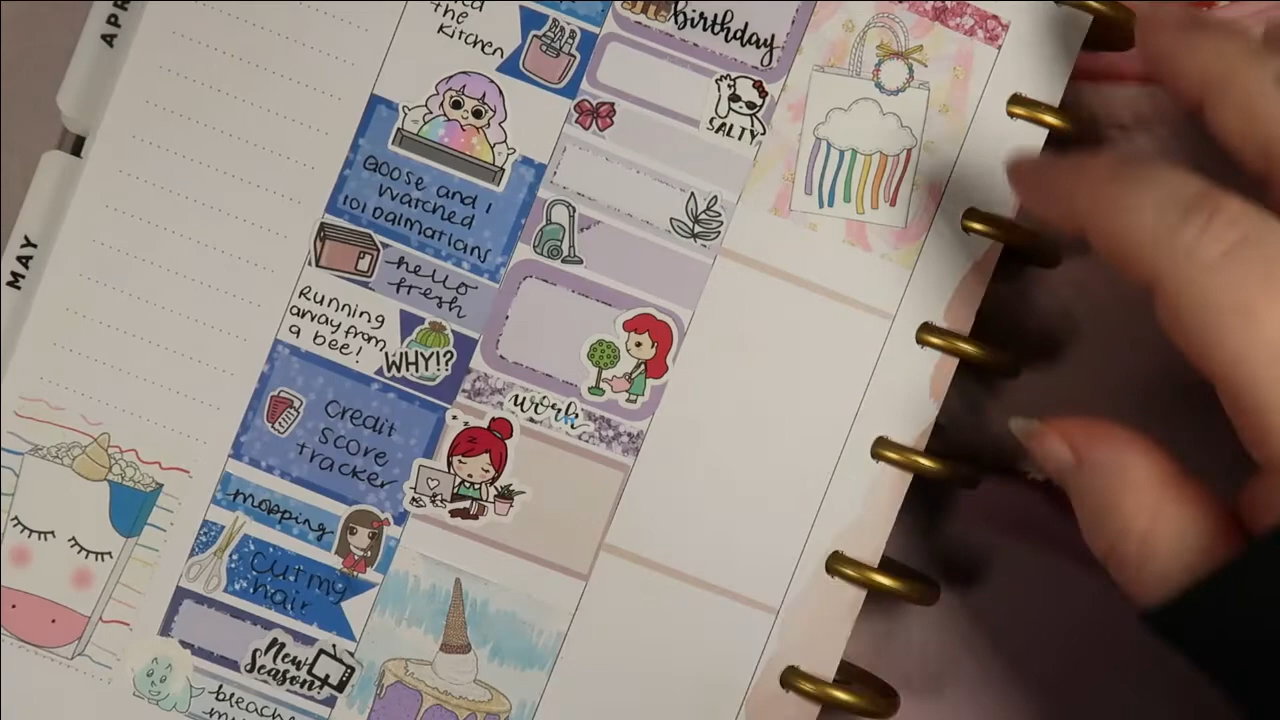 APR
MAY
the
kitchen
Goose and I
watched
101 Dalmatians
hello
fresh
Running
away from
a bee!
WHY!?
Credit
score
tracker
mopping
Cut my
hair
New
Season!
birthday
SALTY
work
z z z